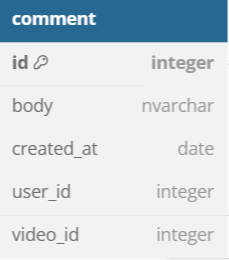 comment
id integer
body nvarchar
created_at date
user_id integer
video_id integer